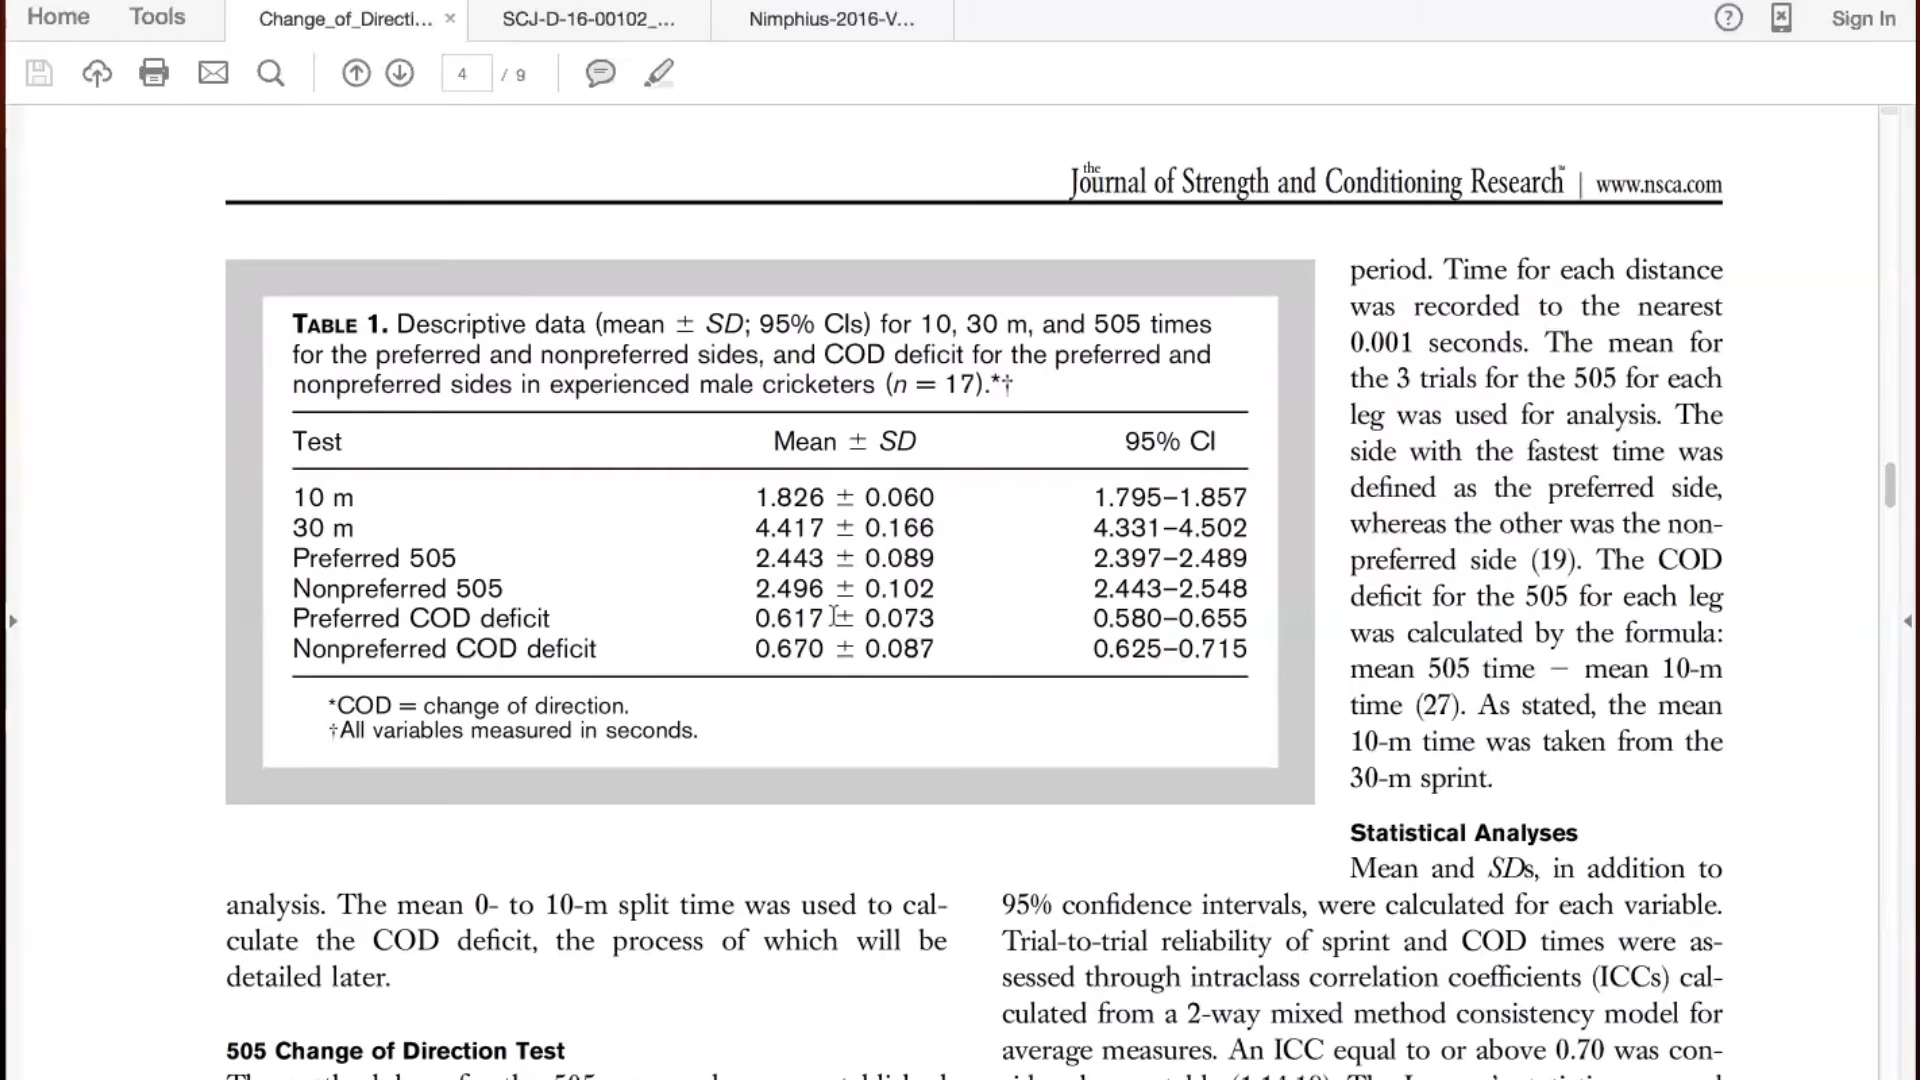 Home Tools Change_of_Directi... × SCJ-D-16-00102_... Nimphius-2016-V... Sign In
4 / 9
the Journal of Strength and Conditioning Research™ | www.nsca.com
TABLE 1. Descriptive data (mean ± SD; 95% CIs) for 10, 30 m, and 505 times
for the preferred and nonpreferred sides, and COD deficit for the preferred and
nonpreferred sides in experienced male cricketers (n = 17).*†
Test Mean ± SD 95% CI
10 m 1.826 ± 0.060 1.795–1.857
30 m 4.417 ± 0.166 4.331–4.502
Preferred 505 2.443 ± 0.089 2.397–2.489
Nonpreferred 505 2.496 ± 0.102 2.443–2.548
Preferred COD deficit 0.617 ± 0.073 0.580–0.655
Nonpreferred COD deficit 0.670 ± 0.087 0.625–0.715
*COD = change of direction.
†All variables measured in seconds.
analysis. The mean 0- to 10-m split time was used to cal-
culate the COD deficit, the process of which will be
detailed later.
505 Change of Direction Test
period. Time for each distance
was recorded to the nearest
0.001 seconds. The mean for
the 3 trials for the 505 for each
leg was used for analysis. The
side with the fastest time was
defined as the preferred side,
whereas the other was the non-
preferred side (19). The COD
deficit for the 505 for each leg
was calculated by the formula:
mean 505 time − mean 10-m
time (27). As stated, the mean
10-m time was taken from the
30-m sprint.
Statistical Analyses
Mean and SDs, in addition to
95% confidence intervals, were calculated for each variable.
Trial-to-trial reliability of sprint and COD times were as-
sessed through intraclass correlation coefficients (ICCs) cal-
culated from a 2-way mixed method consistency model for
average measures. An ICC equal to or above 0.70 was con-